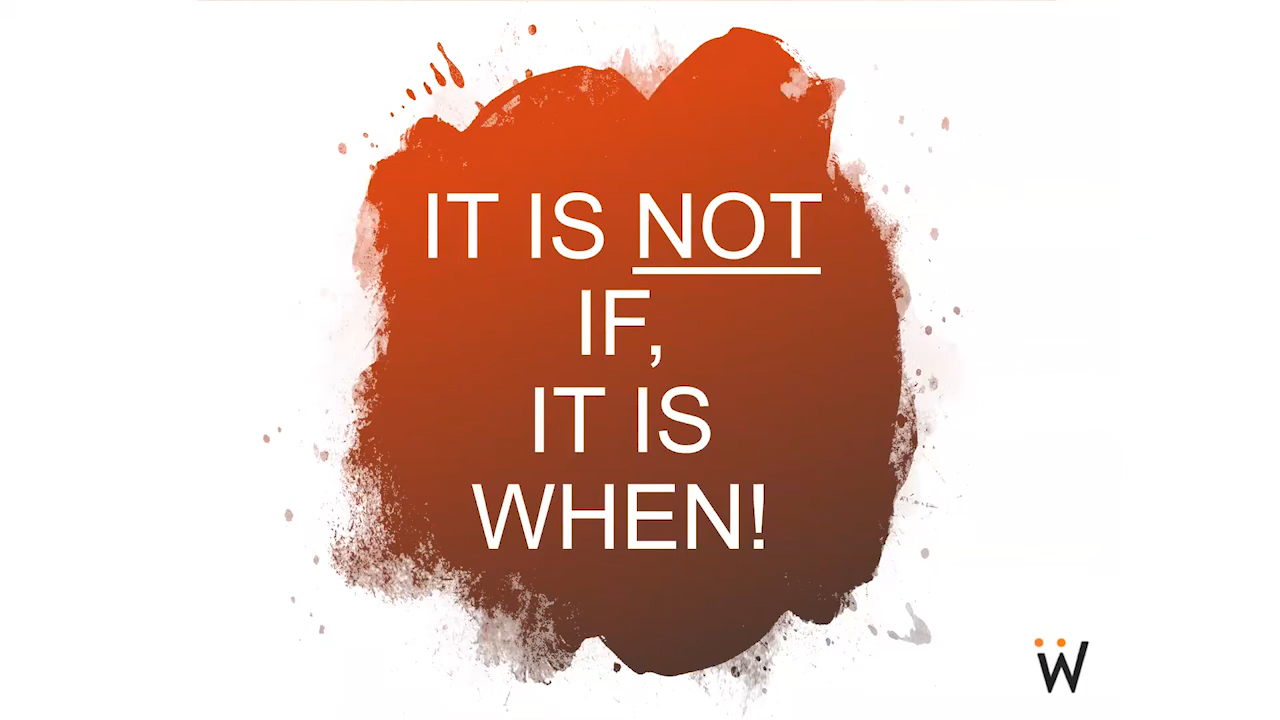 IT IS NOT
IF,
IT IS
WHEN!
Ẅ